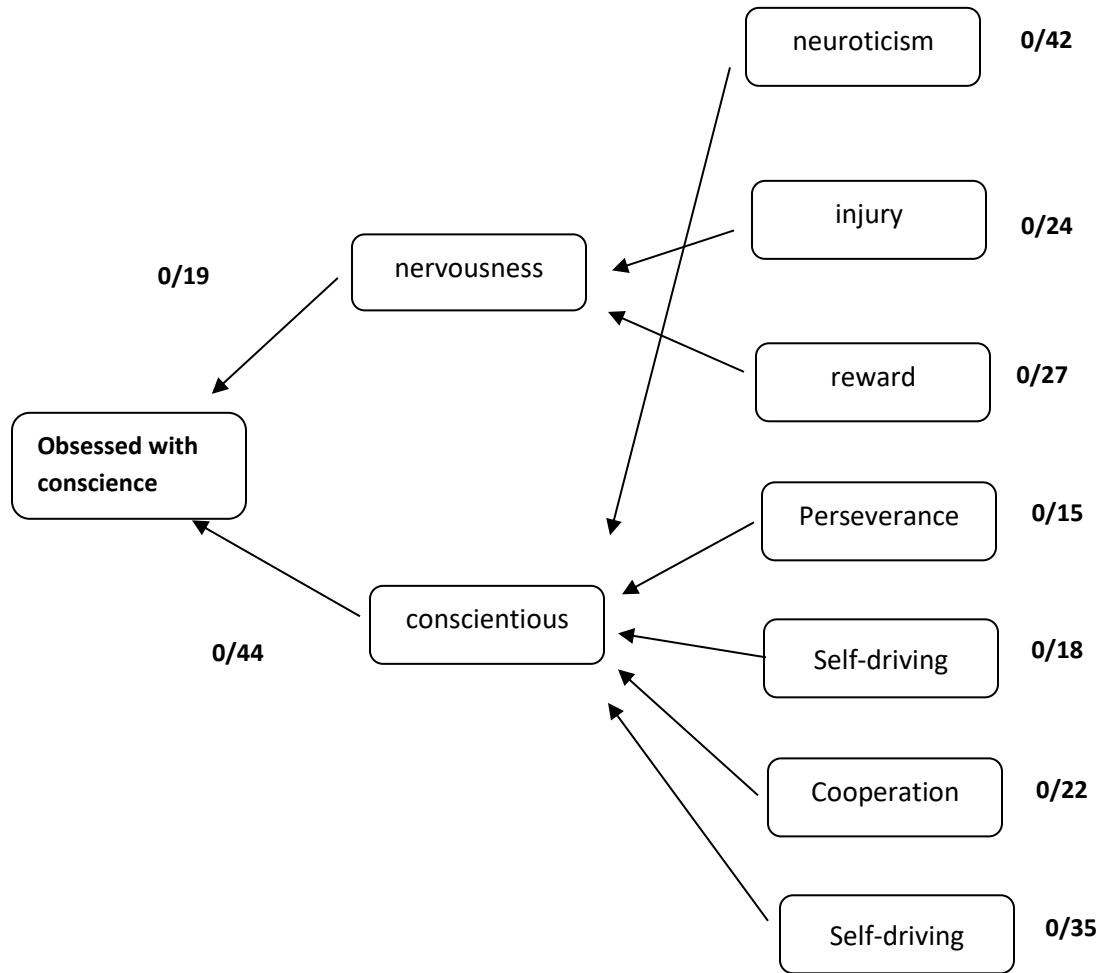 neuroticism 0/42
injury 0/24
nervousness
0/19
reward 0/27
Obsessed with
conscience
Perseverance 0/15
conscientious
0/44
Self-driving 0/18
Cooperation 0/22
Self-driving 0/35